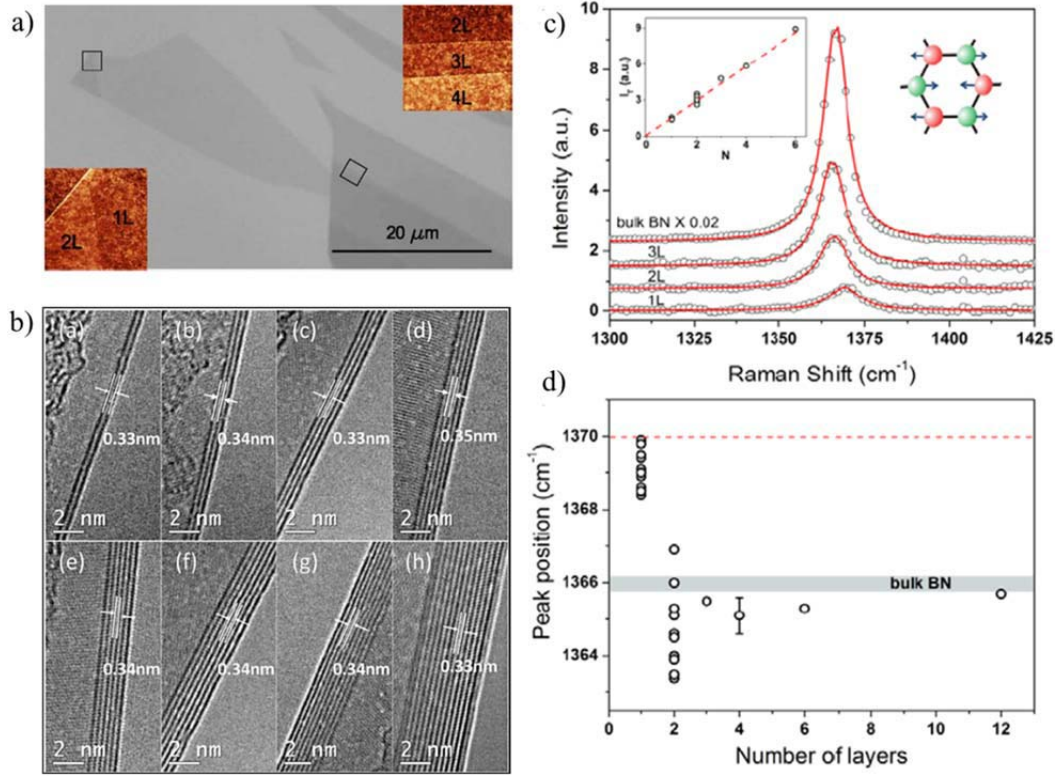 a)
2L
3L
4L
1L
2L
20 μm
b)
(a)
0.33nm
2 nm
(b)
0.34nm
2 nm
(c)
0.33nm
2 nm
(d)
0.35nm
2 nm
(e)
0.34nm
2 nm
(f)
0.34nm
2 nm
(g)
0.34nm
2 nm
(h)
0.33nm
2 nm
c)
Intensity (a.u.)
10
8
6
4
2
0
I_T (a.u.)
9
6
3
0
0 2 4 6
N
bulk BN X 0.02
3L
2L
1L
1300 1325 1350 1375 1400 1425
Raman Shift (cm⁻¹)
d)
Peak position (cm⁻¹)
1370
1368
1366
1364
bulk BN
0 2 4 6 8 10 12
Number of layers